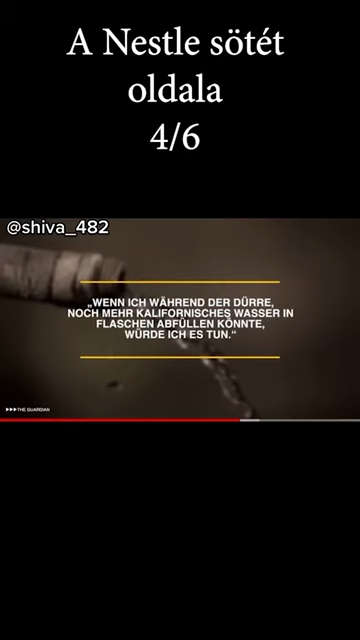 A Nestle sötét
oldala
4/6
@shiva_482
„WENN ICH WÄHREND DER DÜRRE,
NOCH MEHR KALIFORNISCHES WASSER IN
FLASCHEN ABFÜLLEN KÖNNTE,
WÜRDE ICH ES TUN.“
▶▶▶THE GUARDIAN